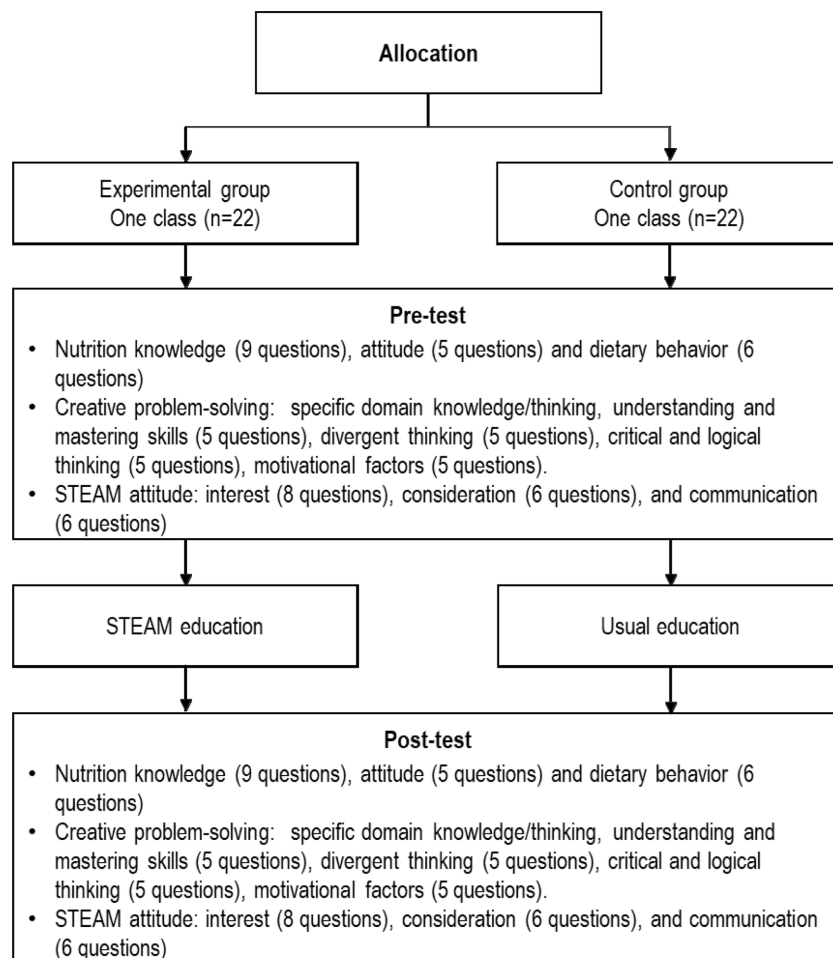 Allocation
Experimental group
One class (n=22)
Control group
One class (n=22)
Pre-test
• Nutrition knowledge (9 questions), attitude (5 questions) and dietary behavior (6
questions)
• Creative problem-solving:  specific domain knowledge/thinking, understanding and
mastering skills (5 questions), divergent thinking (5 questions), critical and logical
thinking (5 questions), motivational factors (5 questions).
• STEAM attitude: interest (8 questions), consideration (6 questions), and communication
(6 questions)
STEAM education
Usual education
Post-test
• Nutrition knowledge (9 questions), attitude (5 questions) and dietary behavior (6
questions)
• Creative problem-solving:  specific domain knowledge/thinking, understanding and
mastering skills (5 questions), divergent thinking (5 questions), critical and logical
thinking (5 questions), motivational factors (5 questions).
• STEAM attitude: interest (8 questions), consideration (6 questions), and communication
(6 questions)